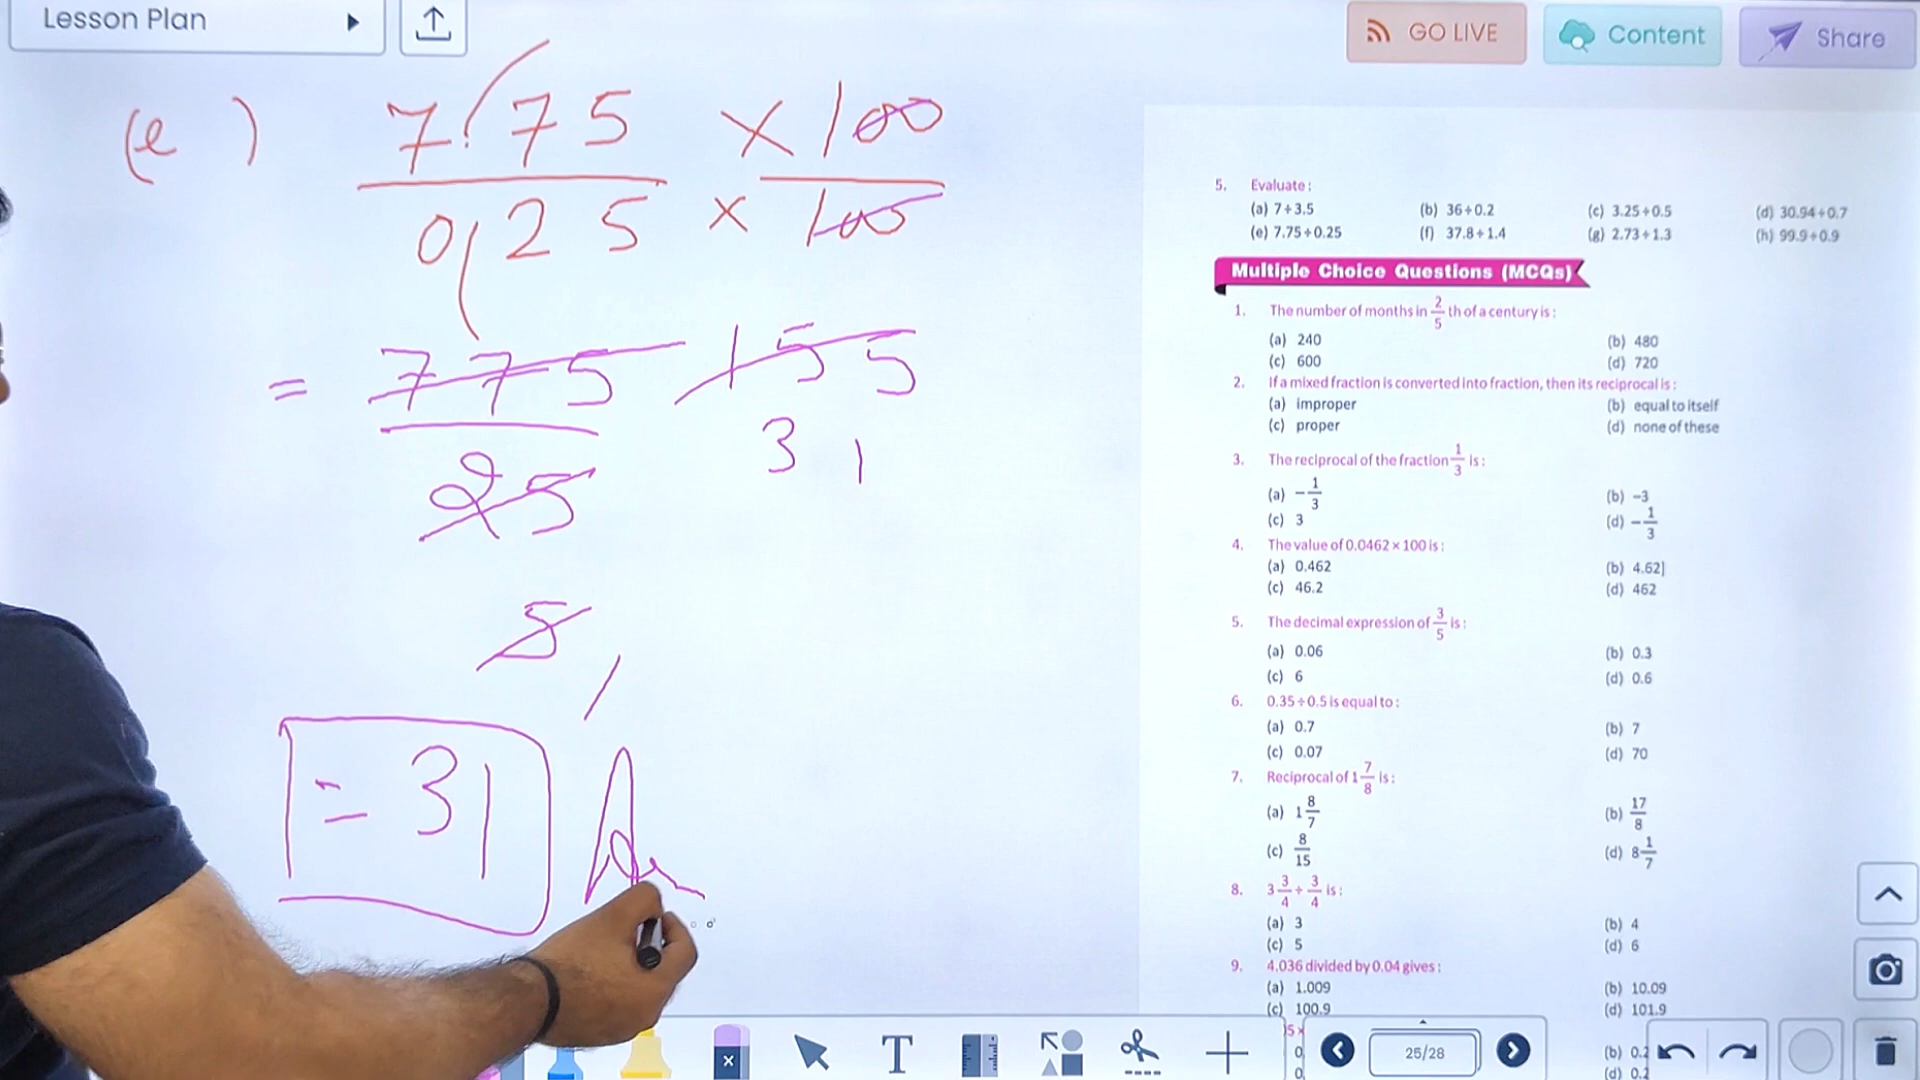 Lesson Plan
GO LIVE
Content
Share
(e) 7.75 × 100
0.25 × 100
= 775 155
31
25
5
1
= 31
5. Evaluate :
(a) 7÷3.5 (b) 36÷0.2 (c) 3.25÷0.5 (d) 30.94÷0.7
(e) 7.75÷0.25 (f) 37.8÷1.4 (g) 2.73÷1.3 (h) 99.9÷0.9
Multiple Choice Questions (MCQs)
1. The number of months in 2/5 th of a century is :
(a) 240 (b) 480
(c) 600 (d) 720
2. If a mixed fraction is converted into fraction, then its reciprocal is :
(a) improper (b) equal to itself
(c) proper (d) none of these
3. The reciprocal of the fraction 1/3 is :
(a) -1/3 (b) -3
(c) 3 (d) -1/3
4. The value of 0.0462 × 100 is :
(a) 0.462 (b) 4.62]
(c) 46.2 (d) 462
5. The decimal expression of 3/5 is :
(a) 0.06 (b) 0.3
(c) 6 (d) 0.6
6. 0.35÷0.5 is equal to :
(a) 0.7 (b) 7
(c) 0.07 (d) 70
7. Reciprocal of 1 7/8 is :
(a) 1 8/7 (b) 17/8
(c) 8/15 (d) 8 1/7
8. 3 3/4 ÷ 3/4 is :
(a) 3 (b) 4
(c) 5 (d) 6
9. 4.036 divided by 0.04 gives :
(a) 1.009 (b) 10.09
(c) 100.9 (d) 101.9
T
25/28